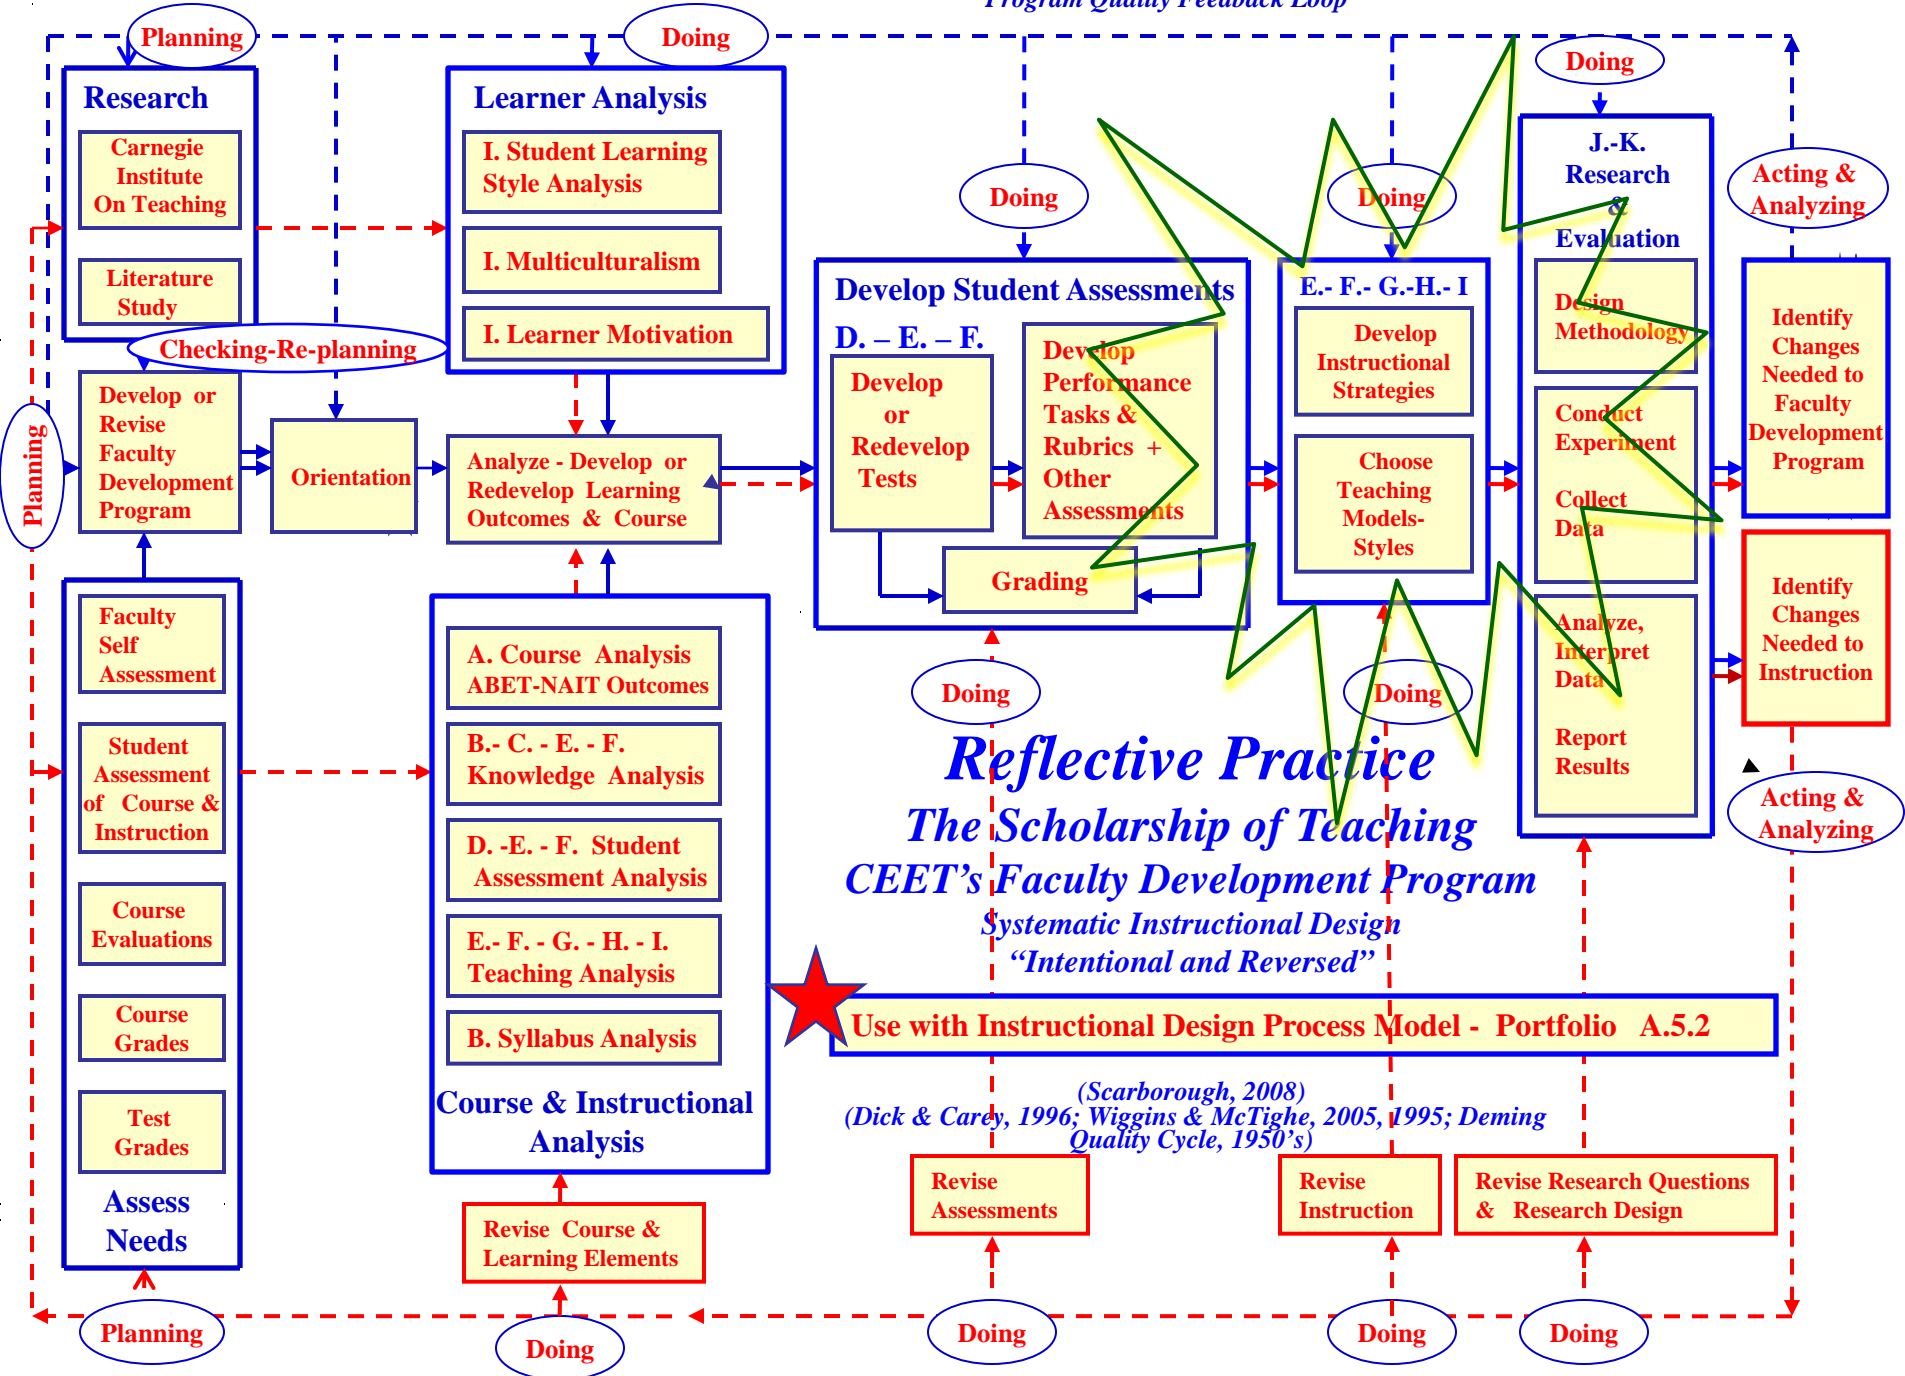 Program Quality Feedback Loop
Planning
Doing
Doing
Research
Carnegie
Institute
On Teaching
Literature
Study
Learner Analysis
I. Student Learning
Style Analysis
I. Multiculturalism
I. Learner Motivation
Doing
Doing
J.-K.
Research
&
Evaluation
Acting &
Analyzing
Checking-Re-planning
Planning
Develop or
Revise
Faculty
Development
Program
Orientation
Analyze - Develop or
Redevelop Learning
Outcomes & Course
Develop Student Assessments
D. – E. – F.
Develop
or
Redevelop
Tests
Develop
Performance
Tasks &
Rubrics +
Other
Assessments
Grading
E.- F.- G.-H.- I
Develop
Instructional
Strategies
Choose
Teaching
Models-
Styles
Design
Methodology
Conduct
Experiment
Collect
Data
Analyze,
Interpret
Data
Report
Results
Identify
Changes
Needed to
Faculty
Development
Program
Identify
Changes
Needed to
Instruction
Acting &
Analyzing
Faculty
Self
Assessment
Student
Assessment
of Course &
Instruction
Course
Evaluations
Course
Grades
Test
Grades
Assess
Needs
A. Course Analysis
ABET-NAIT Outcomes
B.- C. - E. - F.
Knowledge Analysis
D. -E. - F. Student
Assessment Analysis
E.- F. - G. - H. - I.
Teaching Analysis
B. Syllabus Analysis
Course & Instructional
Analysis
Doing
Doing
Reflective Practice
The Scholarship of Teaching
CEET’s Faculty Development Program
Systematic Instructional Design
“Intentional and Reversed”
Use with Instructional Design Process Model - Portfolio A.5.2
(Scarborough, 2008)
(Dick & Carey, 1996; Wiggins & McTighe, 2005, 1995; Deming
Quality Cycle, 1950’s)
Revise Course &
Learning Elements
Revise
Assessments
Revise
Instruction
Revise Research Questions
& Research Design
Planning
Doing
Doing
Doing
Doing